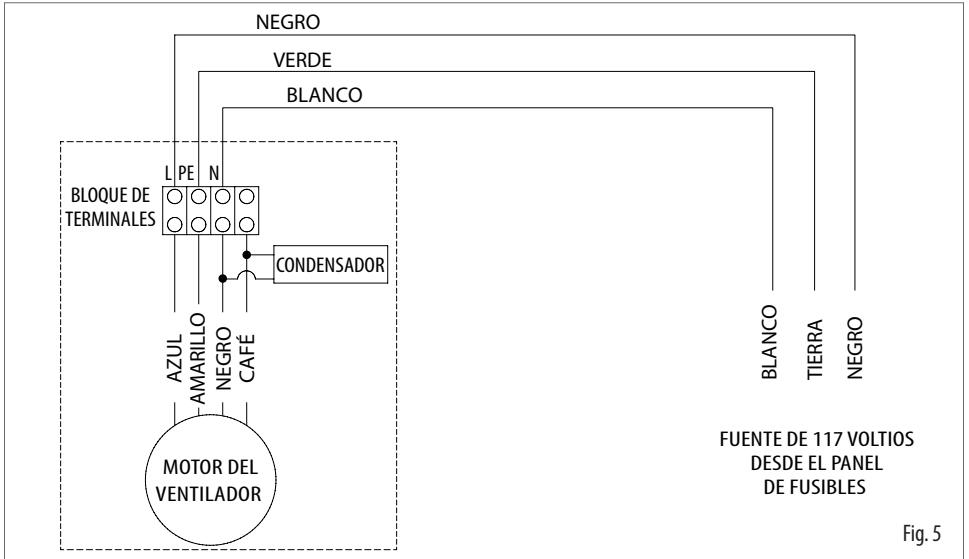 NEGRO
VERDE
BLANCO
L PE N
BLOQUE DE
TERMINALES
CONDENSADOR
AZUL
AMARILLO
NEGRO
CAFÉ
MOTOR DEL
VENTILADOR
BLANCO
TIERRA
NEGRO
FUENTE DE 117 VOLTIOS
DESDE EL PANEL
DE FUSIBLES
Fig. 5